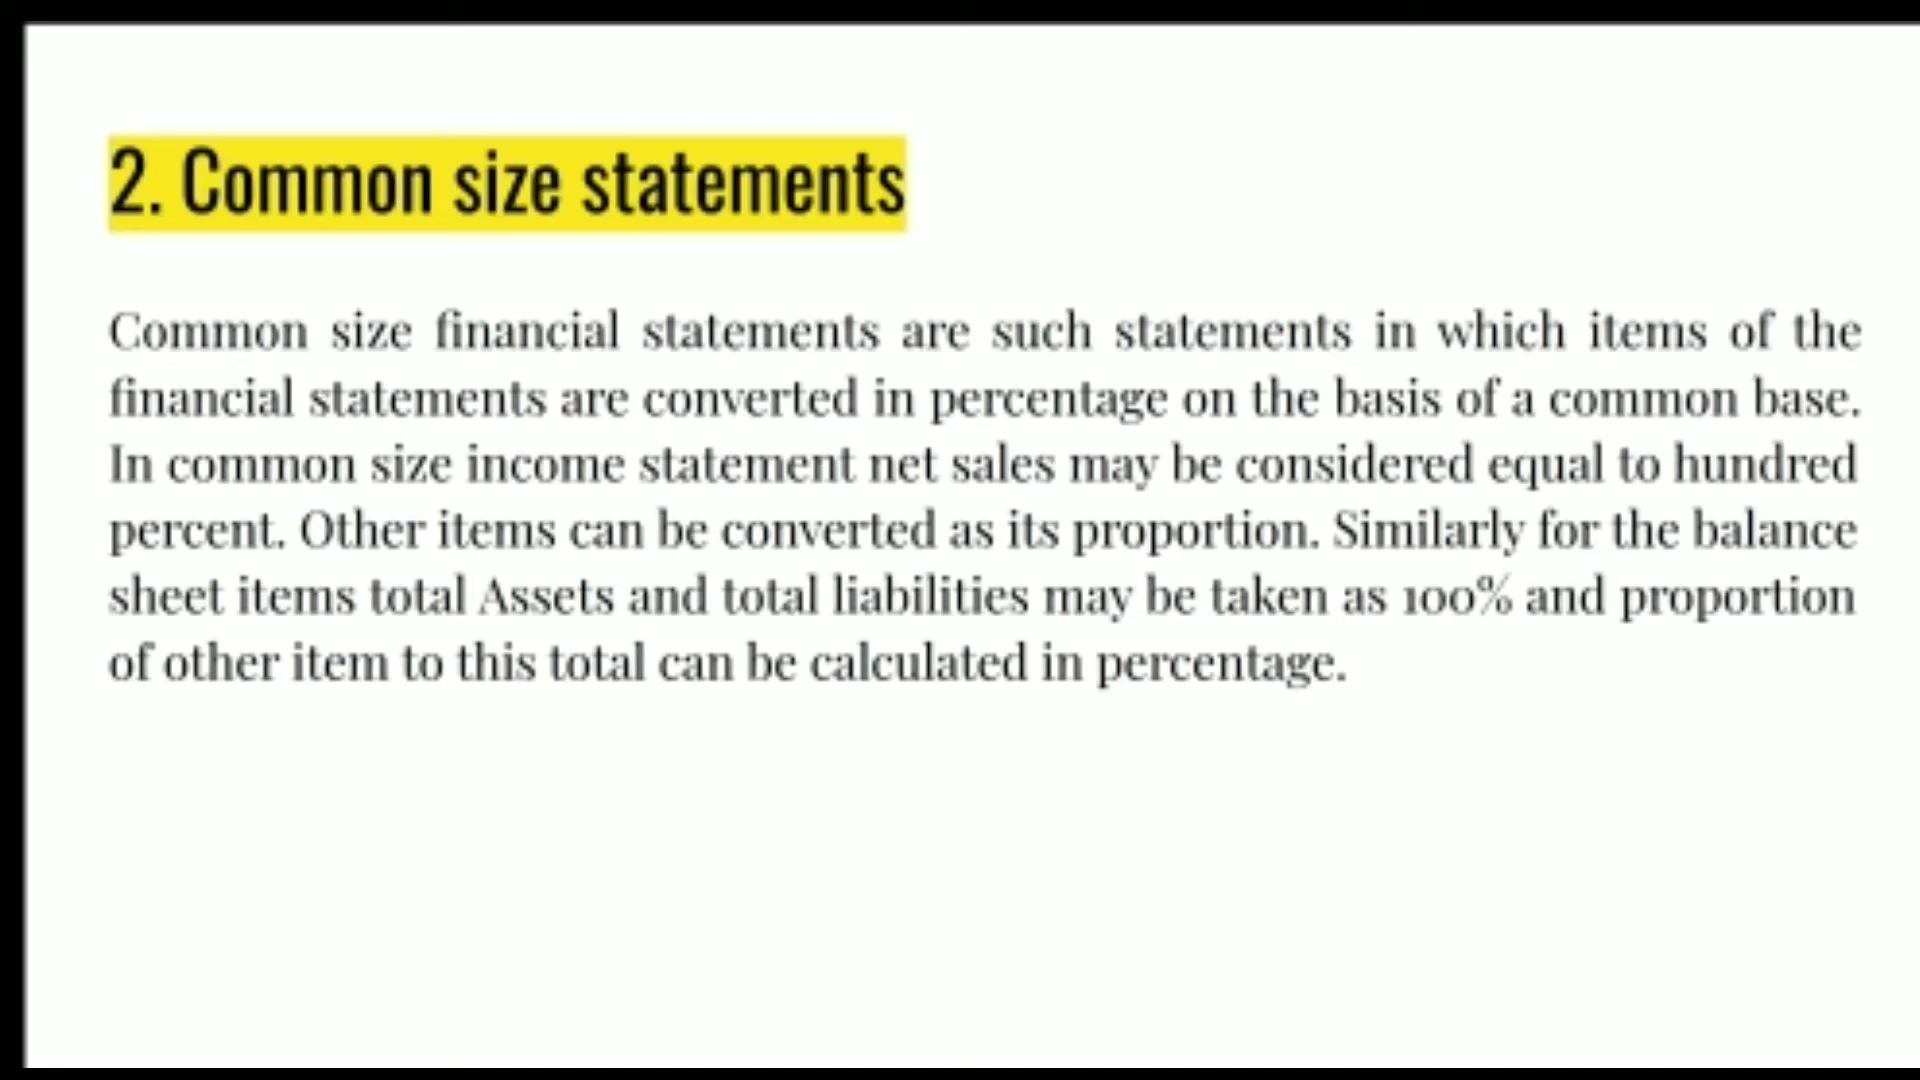 2. Common size statements
Common size financial statements are such statements in which items of the
financial statements are converted in percentage on the basis of a common base.
In common size income statement net sales may be considered equal to hundred
percent. Other items can be converted as its proportion. Similarly for the balance
sheet items total Assets and total liabilities may be taken as 100% and proportion
of other item to this total can be calculated in percentage.